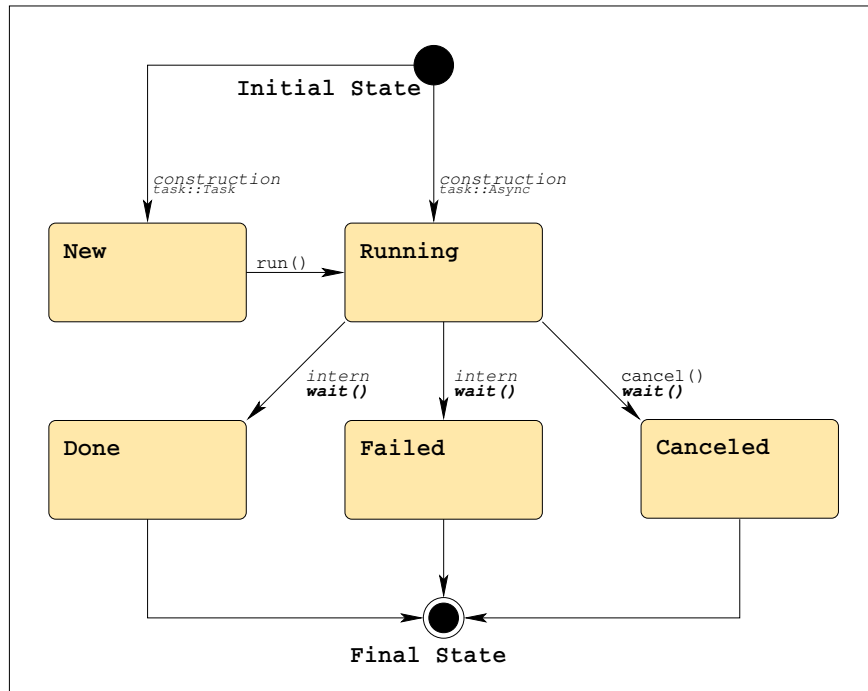 Initial State
construction
task::Task
construction
task::Async
New
run()
Running
intern
wait()
intern
wait()
cancel()
wait()
Done
Failed
Canceled
Final State